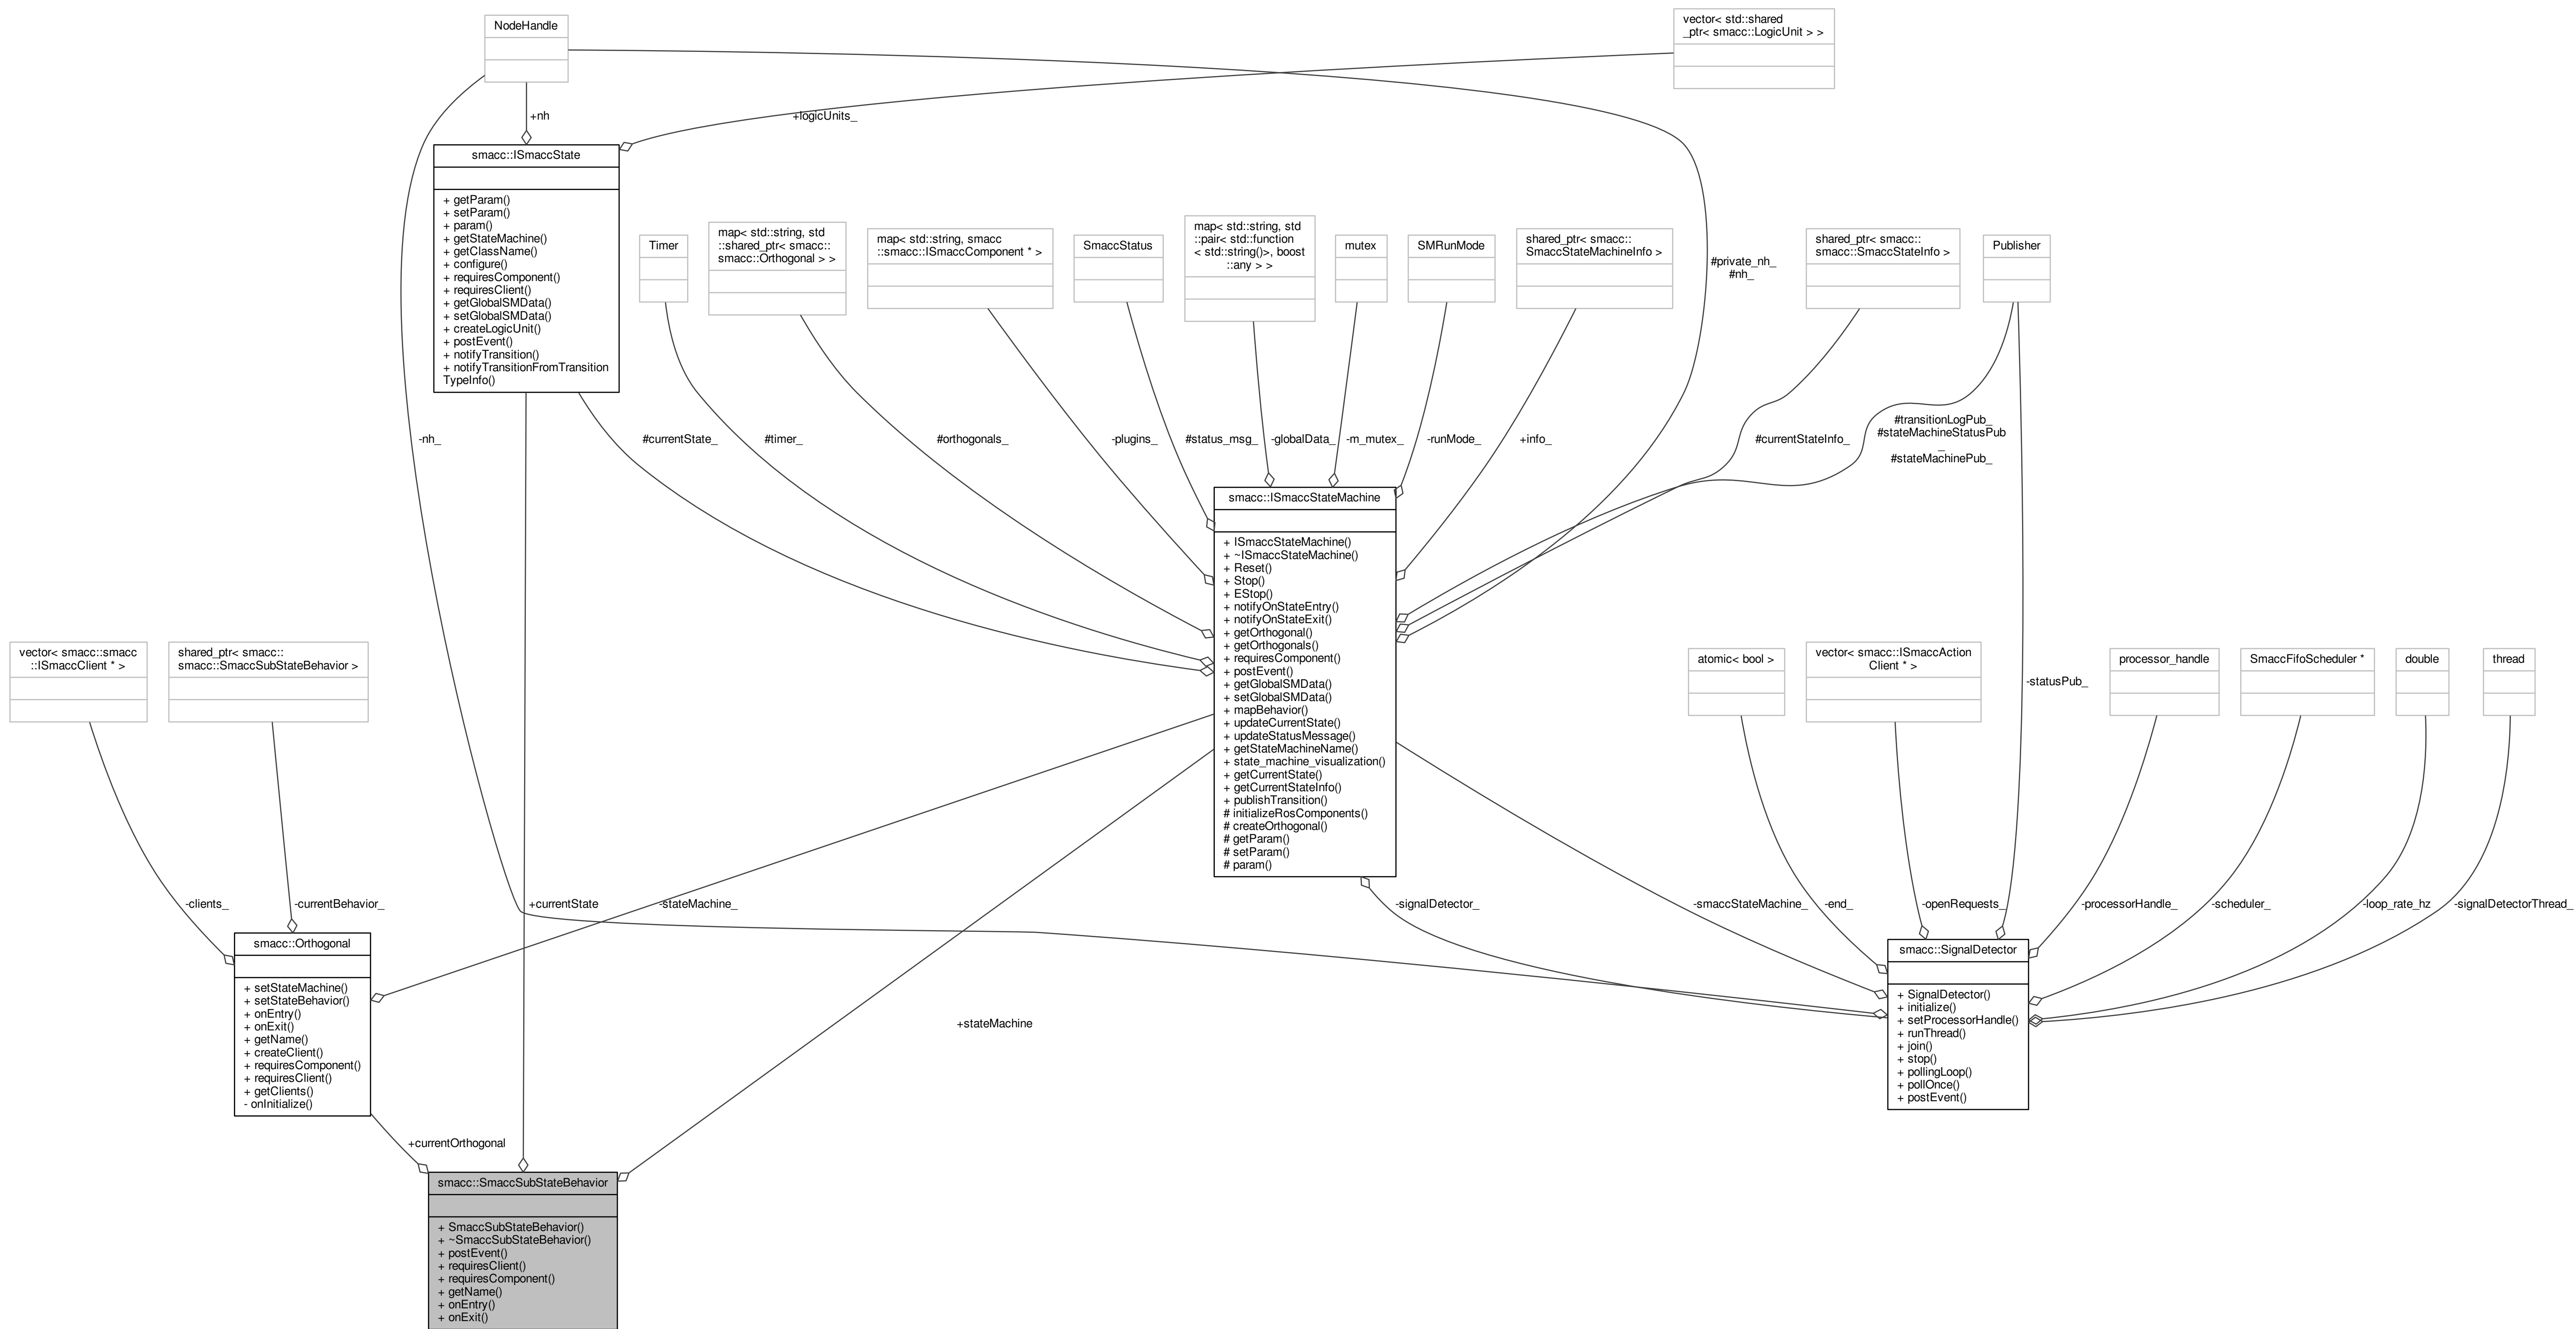 NodeHandle
vector< std::shared
_ptr< smacc::LogicUnit > >
+nh
+logicUnits_
smacc::ISmaccState
+ getParam()
+ setParam()
+ param()
+ getStateMachine()
+ getClassName()
+ configure()
+ requiresComponent()
+ requiresClient()
+ getGlobalSMData()
+ setGlobalSMData()
+ createLogicUnit()
+ postEvent()
+ notifyTransition()
+ notifyTransitionFromTransition
TypeInfo()
Timer
map< std::string, std
::shared_ptr< smacc::
smacc::Orthogonal > >
map< std::string, smacc
::smacc::ISmaccComponent * >
SmaccStatus
map< std::string, std
::pair< std::function
< std::string()>, boost
::any > >
mutex
SMRunMode
shared_ptr< smacc::
SmaccStateMachineInfo >
#private_nh_
#nh_
shared_ptr< smacc::
smacc::SmaccStateInfo >
Publisher
-nh_
#currentState_
#timer_
#orthogonals_
-plugins_
#status_msg_
-globalData_
-m_mutex_
-runMode_
+info_
#currentStateInfo_
#transitionLogPub_
#stateMachineStatusPub
_
#stateMachinePub_
smacc::ISmaccStateMachine
+ ISmaccStateMachine()
+ ~ISmaccStateMachine()
+ Reset()
+ Stop()
+ EStop()
+ notifyOnStateEntry()
+ notifyOnStateExit()
+ getOrthogonal()
+ getOrthogonals()
+ requiresComponent()
+ postEvent()
+ getGlobalSMData()
+ setGlobalSMData()
+ mapBehavior()
+ updateCurrentState()
+ updateStatusMessage()
+ getStateMachineName()
+ state_machine_visualization()
+ getCurrentState()
+ getCurrentStateInfo()
+ publishTransition()
# initializeRosComponents()
# createOrthogonal()
# getParam()
# setParam()
# param()
vector< smacc::smacc
::ISmaccClient * >
shared_ptr< smacc::
smacc::SmaccSubStateBehavior >
atomic< bool >
vector< smacc::ISmaccAction
Client * >
-statusPub_
processor_handle
SmaccFifoScheduler *
double
thread
-clients_
-currentBehavior_
+currentState
-stateMachine_
-signalDetector_
-smaccStateMachine_
-end_
-openRequests_
-processorHandle_
-scheduler_
-loop_rate_hz
-signalDetectorThread_
smacc::Orthogonal
+ setStateMachine()
+ setStateBehavior()
+ onEntry()
+ onExit()
+ getName()
+ createClient()
+ requiresComponent()
+ requiresClient()
+ getClients()
- onInitialize()
+stateMachine
smacc::SignalDetector
+ SignalDetector()
+ initialize()
+ setProcessorHandle()
+ runThread()
+ join()
+ stop()
+ pollingLoop()
+ pollOnce()
+ postEvent()
+currentOrthogonal
smacc::SmaccSubStateBehavior
+ SmaccSubStateBehavior()
+ ~SmaccSubStateBehavior()
+ postEvent()
+ requiresClient()
+ requiresComponent()
+ getName()
+ onEntry()
+ onExit()